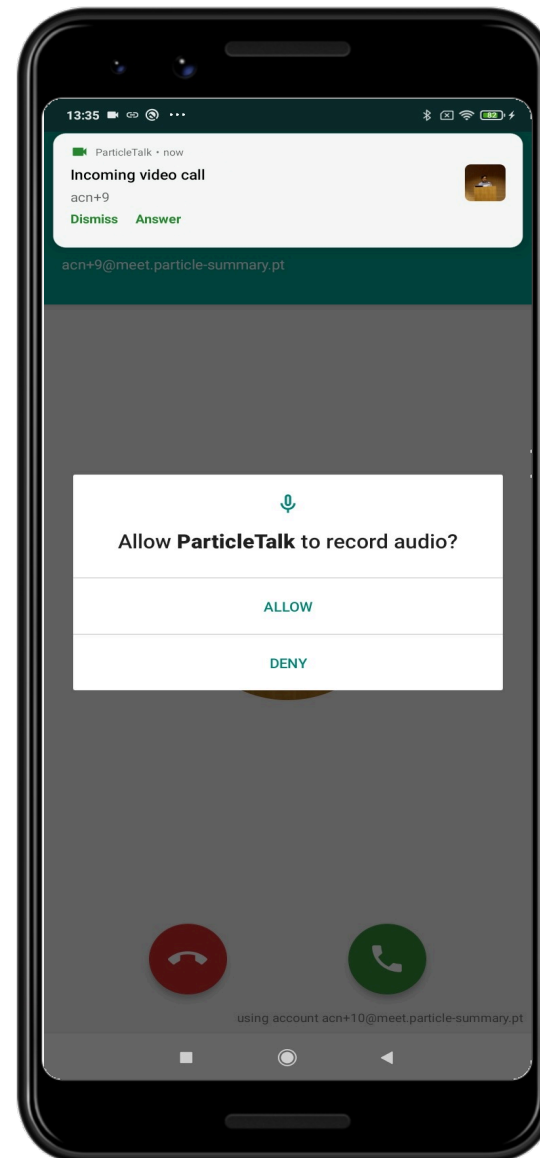 13:35
82
ParticleTalk • now
Incoming video call
acn+9
Dismiss Answer
acn+9@meet.particle-summary.pt
Allow ParticleTalk to record audio?
ALLOW
DENY
using account acn+10@meet.particle-summary.pt